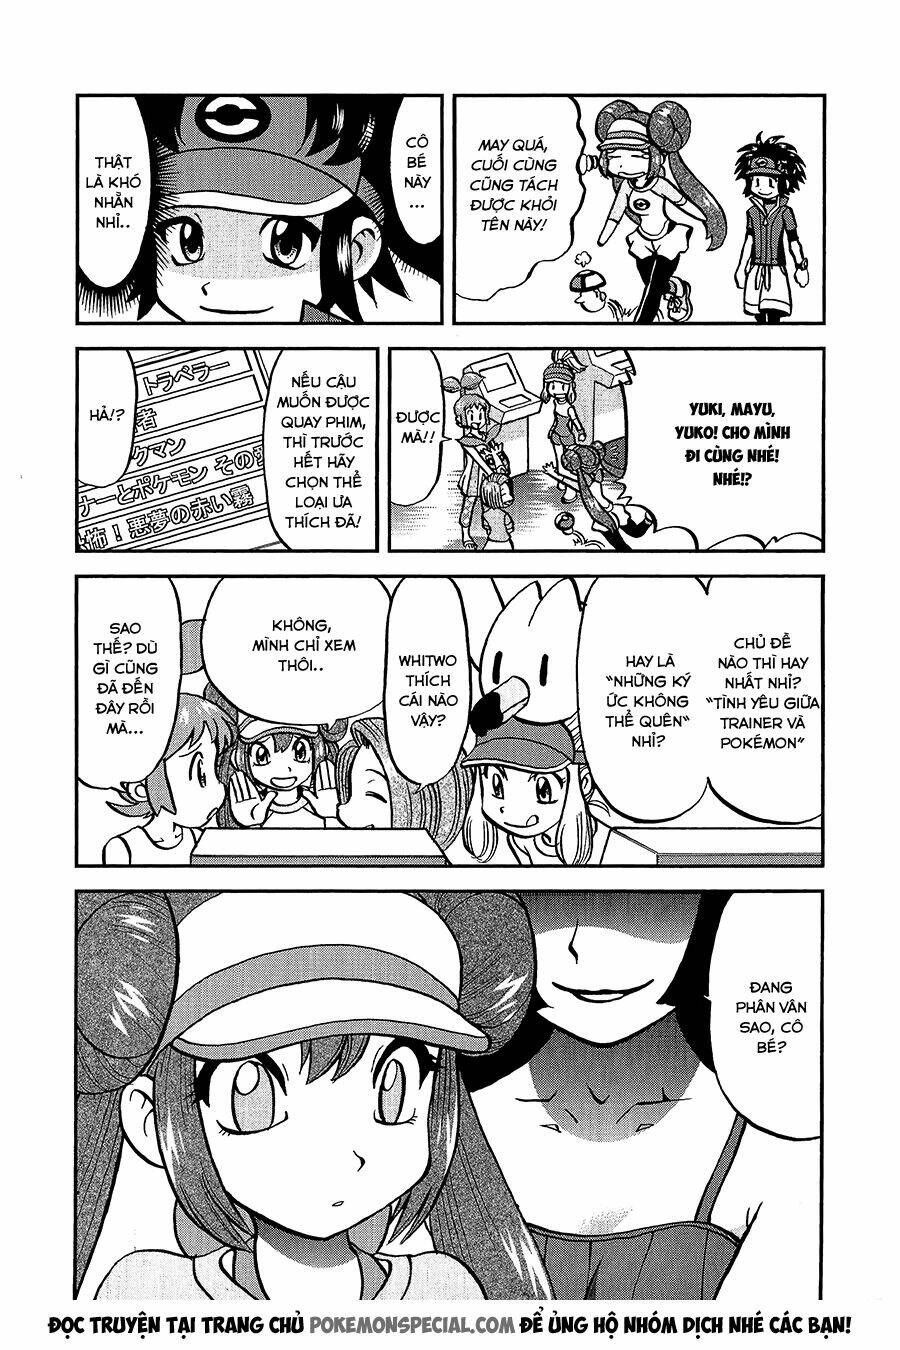 MAY QUÁ,
CUỐI CÙNG
CŨNG TÁCH
ĐƯỢC KHỎI
TÊN NÀY!
CÔ
BÉ
NÀY
...
THẬT
LÀ KHÓ
NHẰN
NHỈ..
YUKI, MAYU,
YUKO! CHO MÌNH
ĐI CÙNG NHÉ!
NHÉ!?
ĐƯỢC
MÀ!!
NẾU CẬU
MUỐN ĐƯỢC
QUAY PHIM,
THÌ TRƯỚC
HẾT HÃY
CHỌN THỂ
LOẠI ƯA
THÍCH ĐÃ!
HẢ!?
トラベラー
者
クマン
ナーとポケモン その愛
怖！悪夢の赤い霧
CHỦ ĐỀ
NÀO THÌ HAY
NHẤT NHỈ?
"TÌNH YÊU GIỮA
TRAINER VÀ
POKÉMON"
HAY LÀ
"NHỮNG KÝ
ỨC KHÔNG
THỂ QUÊN"
NHỈ?
WHITWO
THÍCH
CÁI NÀO
VẬY?
KHÔNG,
MÌNH CHỈ XEM
THÔI..
SAO
THẾ? DÙ
GÌ CŨNG
ĐÃ ĐẾN
ĐÂY RỒI
MÀ...
ĐANG
PHÂN VÂN
SAO, CÔ
BÉ?
ĐỌC TRUYỆN TẠI TRANG CHỦ POKEMONSPECIAL.COM ĐỂ ỦNG HỘ NHÓM DỊCH NHÉ CÁC BẠN!